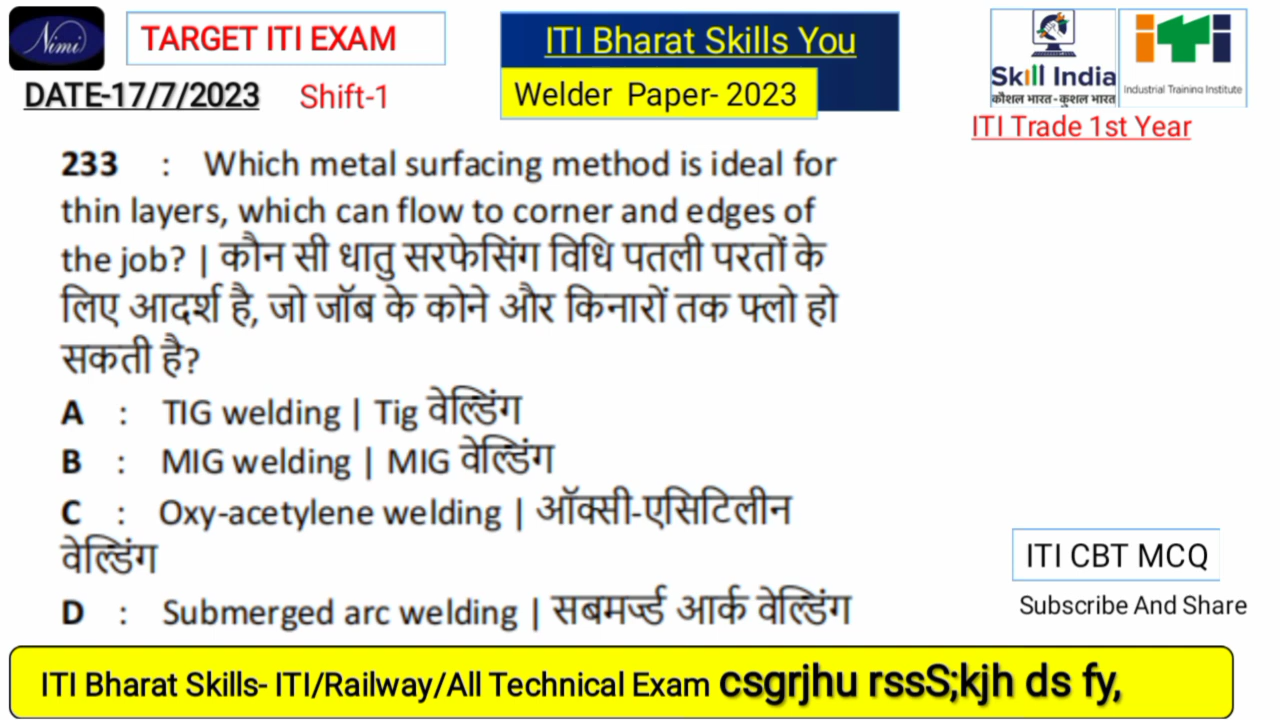 Nimi
TARGET ITI EXAM
ITI Bharat Skills You
Skill India
कौशल भारत-कुशल भारत
iTi
Industrial Training Institute
DATE-17/7/2023 Shift-1
Welder Paper- 2023
ITI Trade 1st Year
233 : Which metal surfacing method is ideal for
thin layers, which can flow to corner and edges of
the job? | कौन सी धातु सरफेसिंग विधि पतली परतों के
लिए आदर्श है, जो जॉब के कोने और किनारों तक फ्लो हो
सकती है?
A : TIG welding | Tig वेल्डिंग
B : MIG welding | MIG वेल्डिंग
C : Oxy-acetylene welding | ऑक्सी-एसिटिलीन
वेल्डिंग
D : Submerged arc welding | सबमर्ज्ड आर्क वेल्डिंग
ITI CBT MCQ
Subscribe And Share
ITI Bharat Skills- ITI/Railway/All Technical Exam csgrjhu rssS;kjh ds fy,